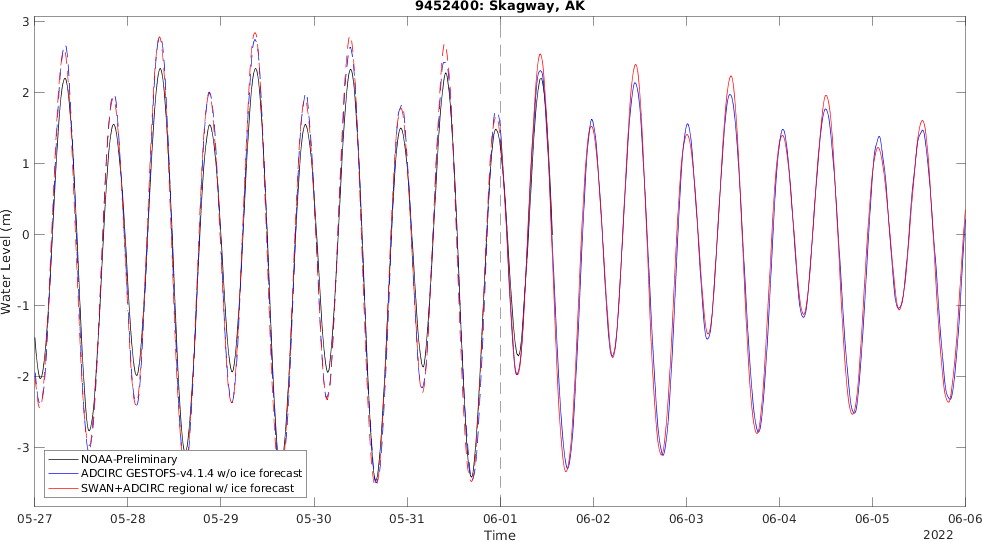 9452400: Skagway, AK
3
2
1
0
-1
-2
-3
Water Level (m)
NOAA-Preliminary
ADCIRC GESTOFS-v4.1.4 w/o ice forecast
SWAN+ADCIRC regional w/ ice forecast
05-27 05-28 05-29 05-30 05-31 06-01 06-02 06-03 06-04 06-05 06-06
Time
2022